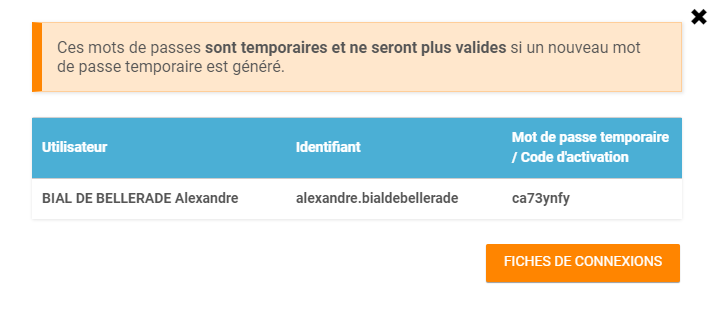 ✖
Ces mots de passes sont temporaires et ne seront plus valides si un nouveau mot
de passe temporaire est généré.
Utilisateur
Identifiant
Mot de passe temporaire
/ Code d'activation
BIAL DE BELLERADE Alexandre
alexandre.bialdebellerade
ca73ynfy
FICHES DE CONNEXIONS